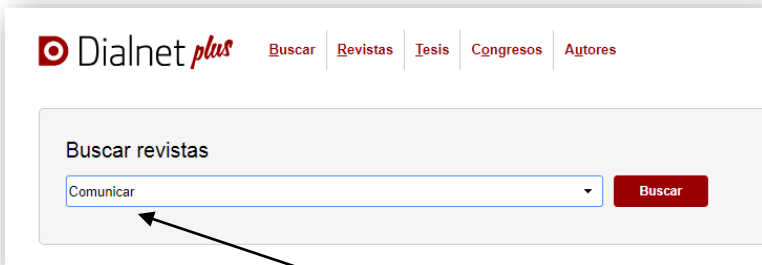 Dialnet plus Buscar Revistas Tesis Congresos Autores
Buscar revistas
Comunicar Buscar